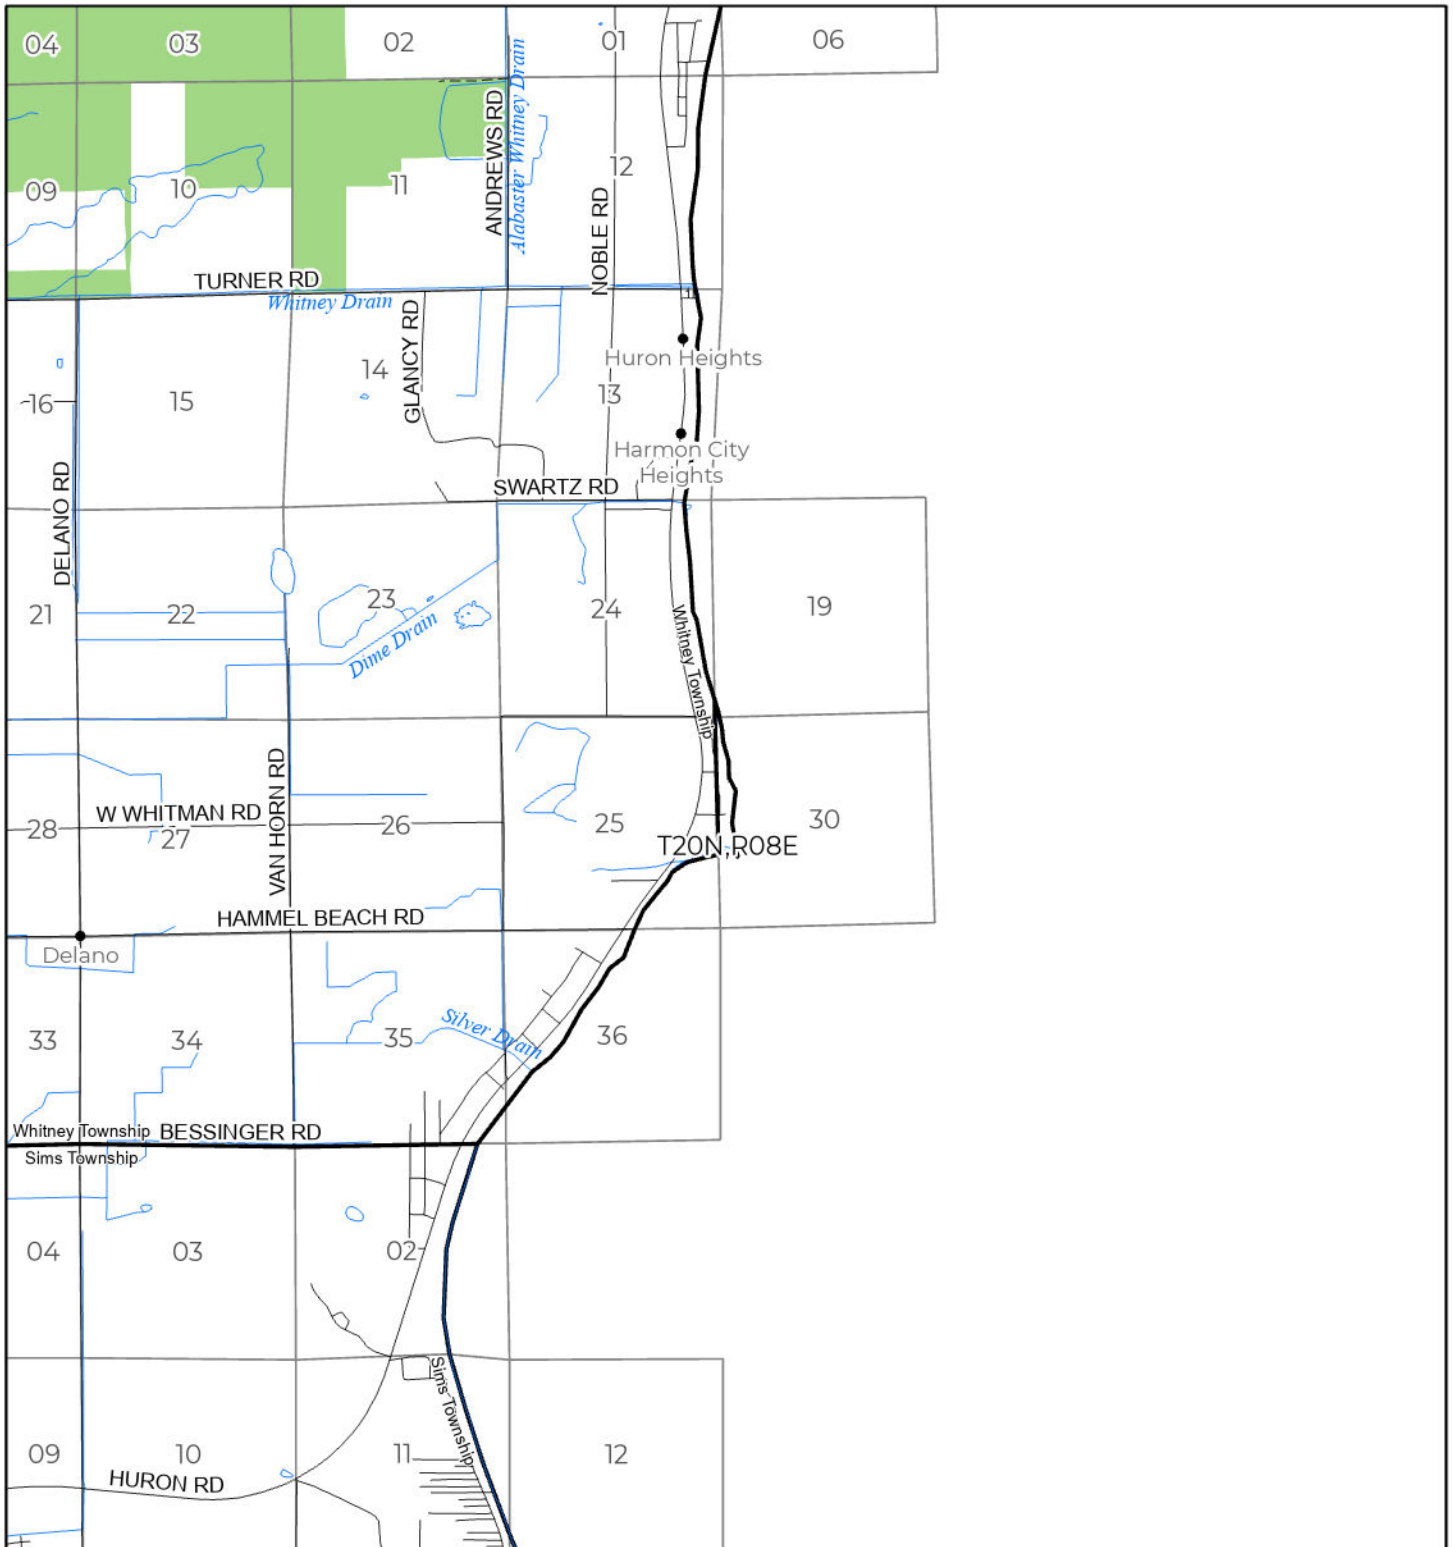 04
03
02
01
06
Alabaster Whitney Drain
ANDREWS RD
12
09
10
11
NOBLE RD
TURNER RD
Whitney Drain
GLANCY RD
Huron Heights
14
13
16
15
Harmon City
Heights
DELANO RD
SWARTZ RD
21
22
23
24
19
Dime Drain
Whitney Township
VAN HORN RD
W WHITMAN RD
28
27
26
25
30
T20N,R08E
HAMMEL BEACH RD
Delano
33
34
35
Silver Drain
36
Whitney Township
BESSINGER RD
Sims Township
04
03
02
Sims Township
09
10
11
12
HURON RD